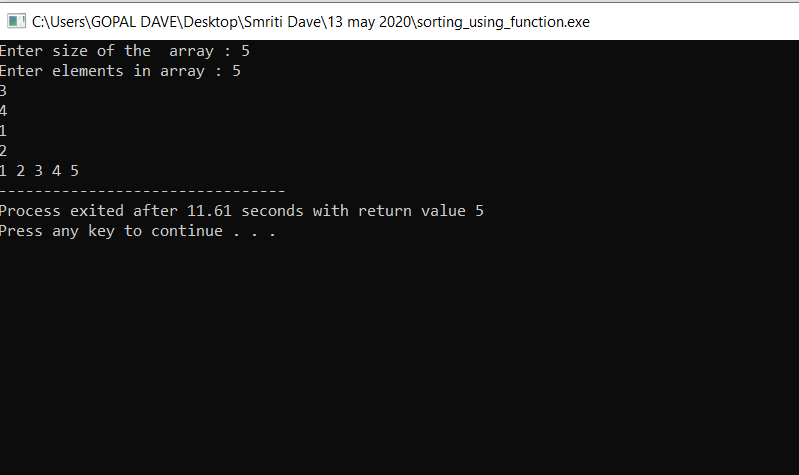 C:\Users\GOPAL DAVE\Desktop\Smriti Dave\13 may 2020\sorting_using_function.exe
Enter size of the  array : 5
Enter elements in array : 5
3
4
1
2
1 2 3 4 5
--------------------------------
Process exited after 11.61 seconds with return value 5
Press any key to continue . . .